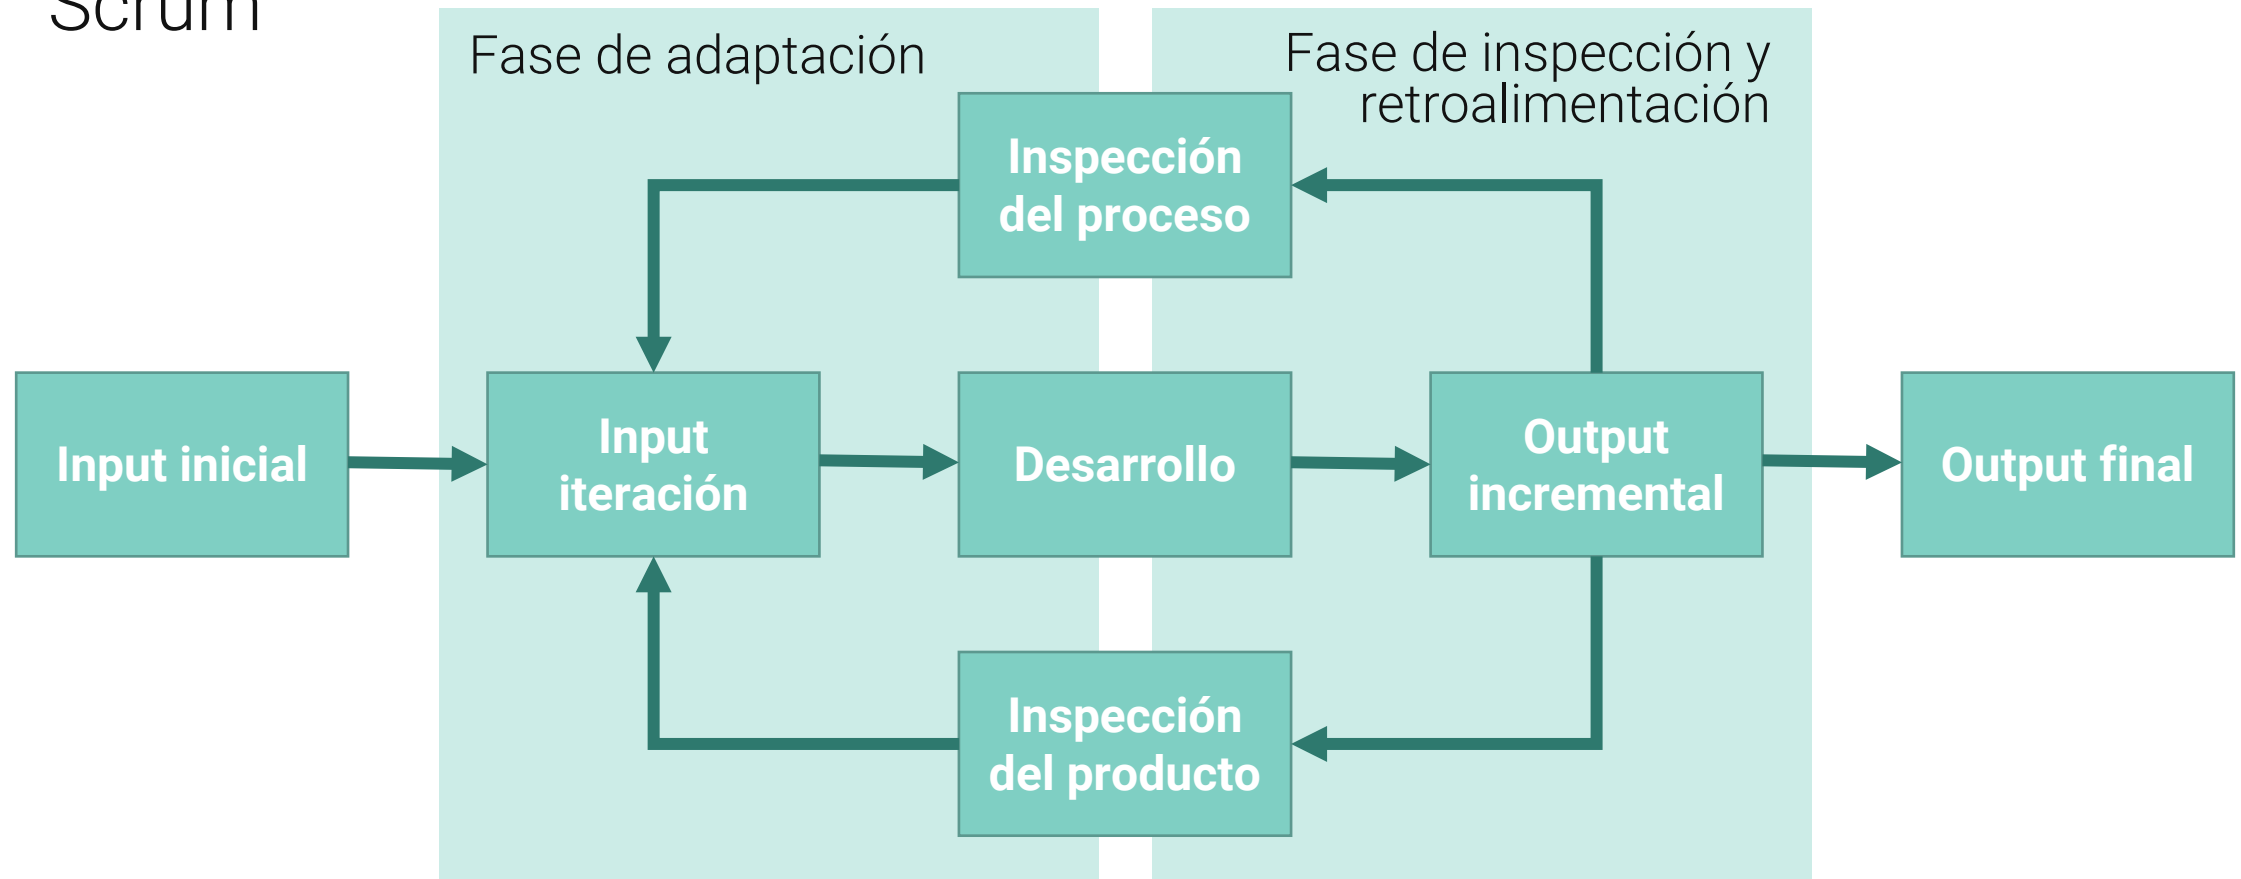 Scrum
Fase de adaptación
Fase de inspección y
retroalimentación
Inspección
del proceso
Input inicial
Input
iteración
Desarrollo
Output
incremental
Output final
Inspección
del producto